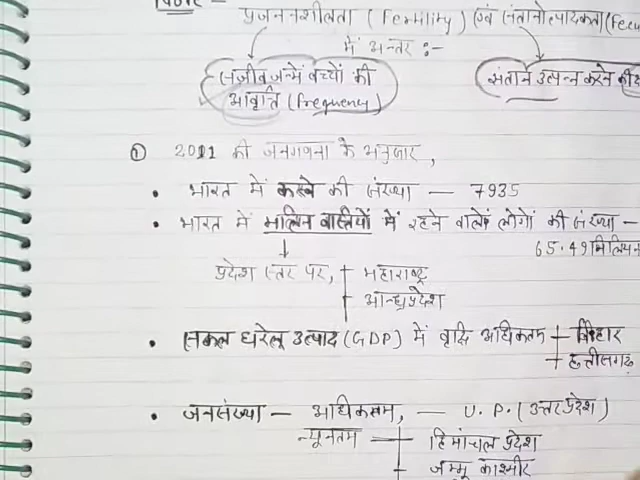 प्रजननशीलता (Fertility) एवं संतानोत्पादकता (Fecu
में अन्तर :-
सजीव जन्में बच्चों की
आवृत्ति (Frequency)
संतान उत्पन्न करने की
① 2011 की जनगणना के अनुसार,
• भारत में कस्बे की संख्या — 7935
• भारत में मलिन बास्तियों में रहने वाले लोगों की संख्या —
65.49 मिलियन
प्रदेश स्तर पर, महाराष्ट्र
आन्ध्रप्रदेश
• सकल घरेलू उत्पाद (GDP) में वृद्धि अधिकतम बिहार
छत्तीसगढ़
• जनसंख्या — अधिकतम, — U.P. (उत्तरप्रदेश)
न्यूनतम हिमांचल प्रदेश
जम्मू काश्मीर